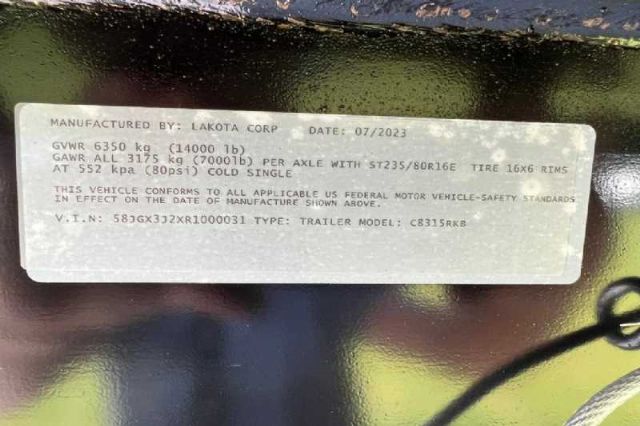 MANUFACTURED BY: LAKOTA CORP DATE: 07/2023
GVWR 6350 kg (14000 lb)
GAWR ALL 3175 kg (7000lb) PER AXLE WITH ST235/80R16E TIRE 16X6 RIMS
AT 552 kpa (80psi) COLD SINGLE
THIS VEHICLE CONFORMS TO ALL APPLICABLE US FEDERAL MOTOR VEHICLE-SAFETY STANDARDS
IN EFFECT ON THE DATE OF MANUFACTURE SHOWN ABOVE.
V.I.N: 58JGX3J2XR1000031 TYPE: TRAILER MODEL: C8315RKB